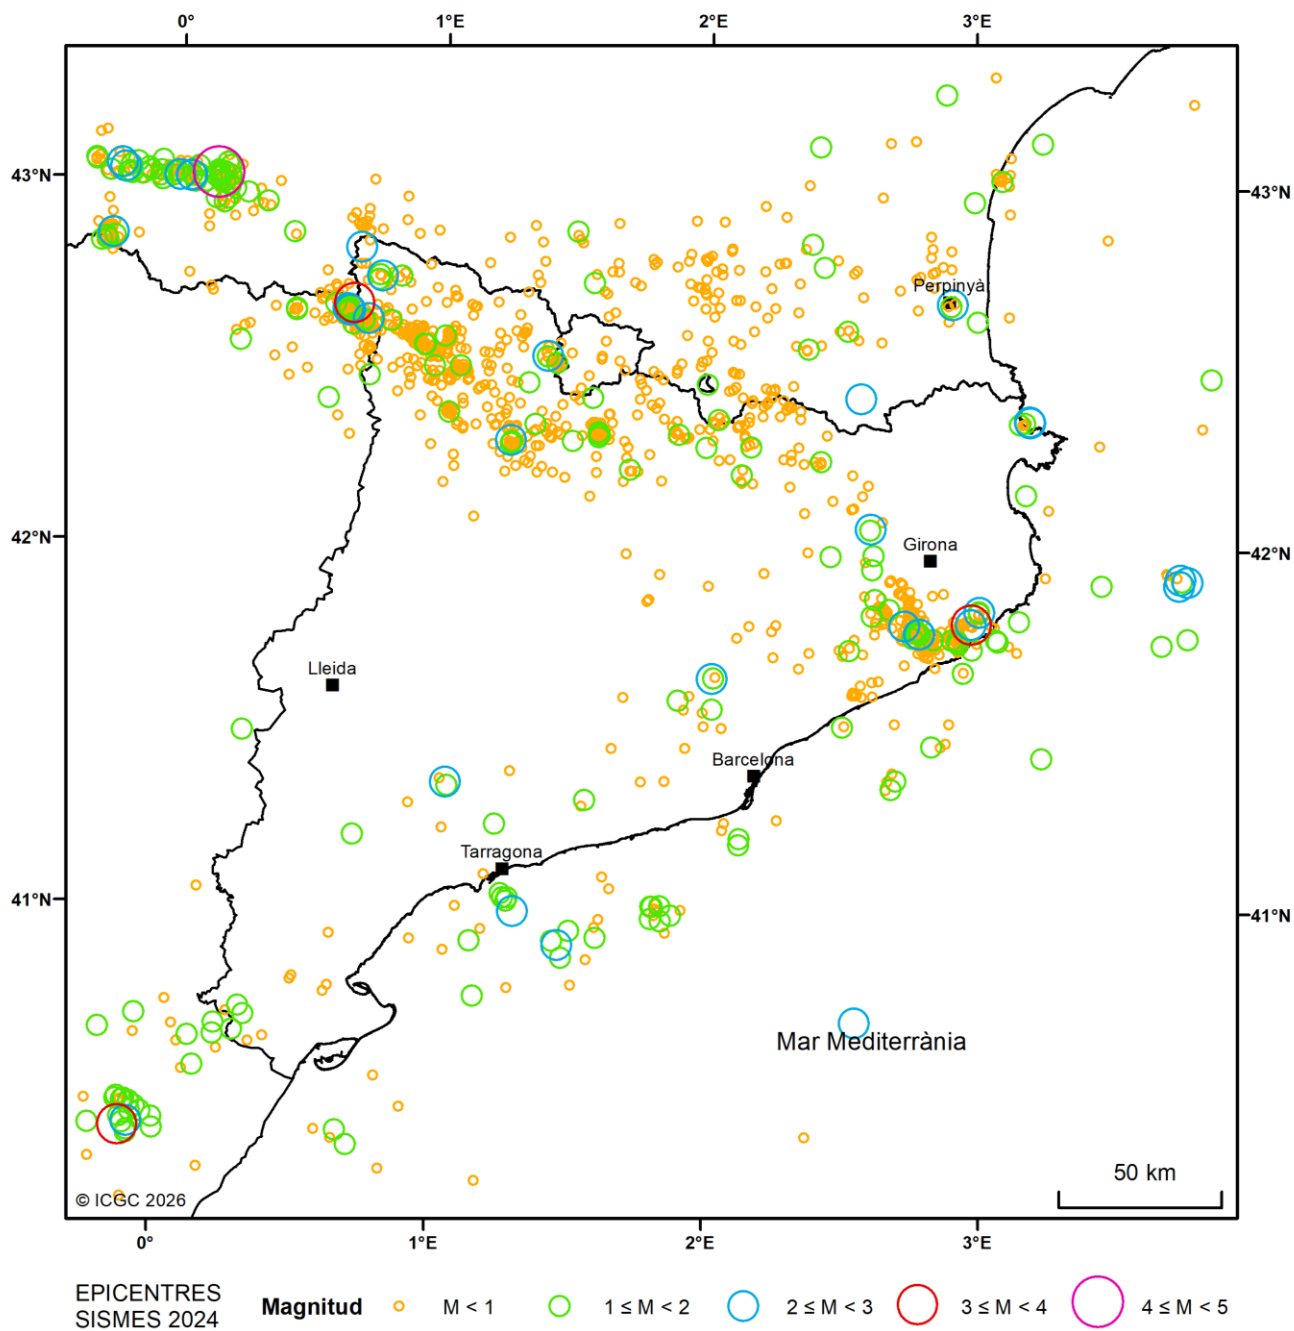 0° 1°E 2°E 3°E
43°N 43°N
Perpinyà
42°N 42°N
Girona
Lleida
Barcelona
Tarragona
41°N 41°N
Mar Mediterrània
50 km
© ICGC 2026
0° 1°E 2°E 3°E
EPICENTRES
SISMES 2024
Magnitud M < 1 1 ≤ M < 2 2 ≤ M < 3 3 ≤ M < 4 4 ≤ M < 5